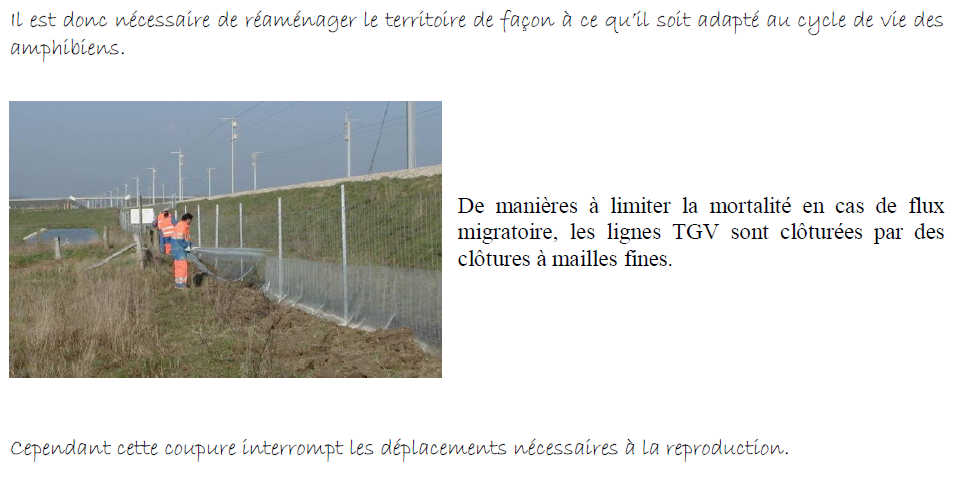 Il est donc nécessaire de réaménager le territoire de façon à ce qu'il soit adapté au cycle de vie des
amphibiens.
De manières à limiter la mortalité en cas de flux
migratoire, les lignes TGV sont clôturées par des
clôtures à mailles fines.
Cependant cette coupure interrompt les déplacements nécessaires à la reproduction.